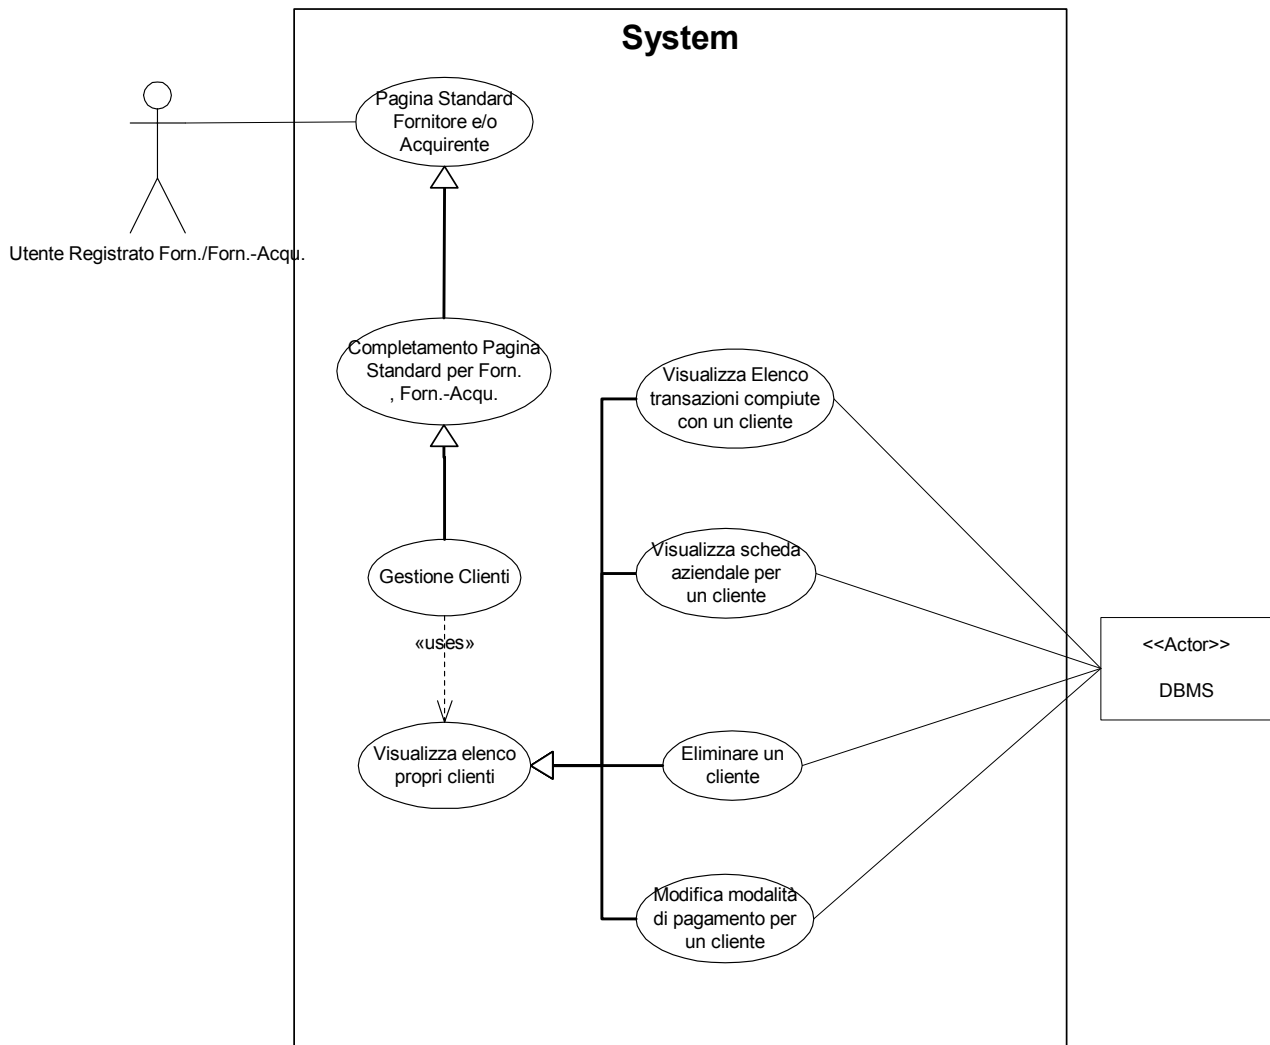 System
Pagina Standard
Fornitore e/o
Acquirente
Utente Registrato Forn./Forn.-Acqu.
Completamento Pagina
Standard per Forn.
, Forn.-Acqu.
Visualizza Elenco
transazioni compiute
con un cliente
Gestione Clienti
Visualizza scheda
aziendale per
un cliente
«uses»
<<Actor>>
DBMS
Visualizza elenco
propri clienti
Eliminare un
cliente
Modifica modalità
di pagamento per
un cliente